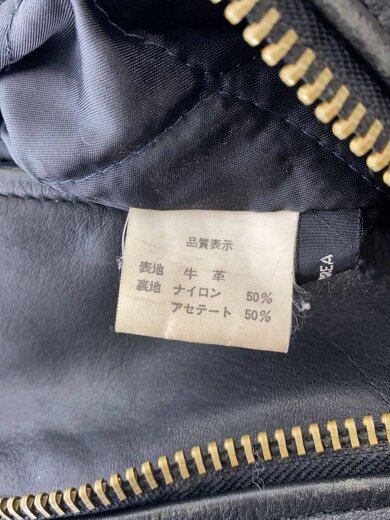 品質表示
表地 牛革
裏地 ナイロン 50%
アセテート 50%